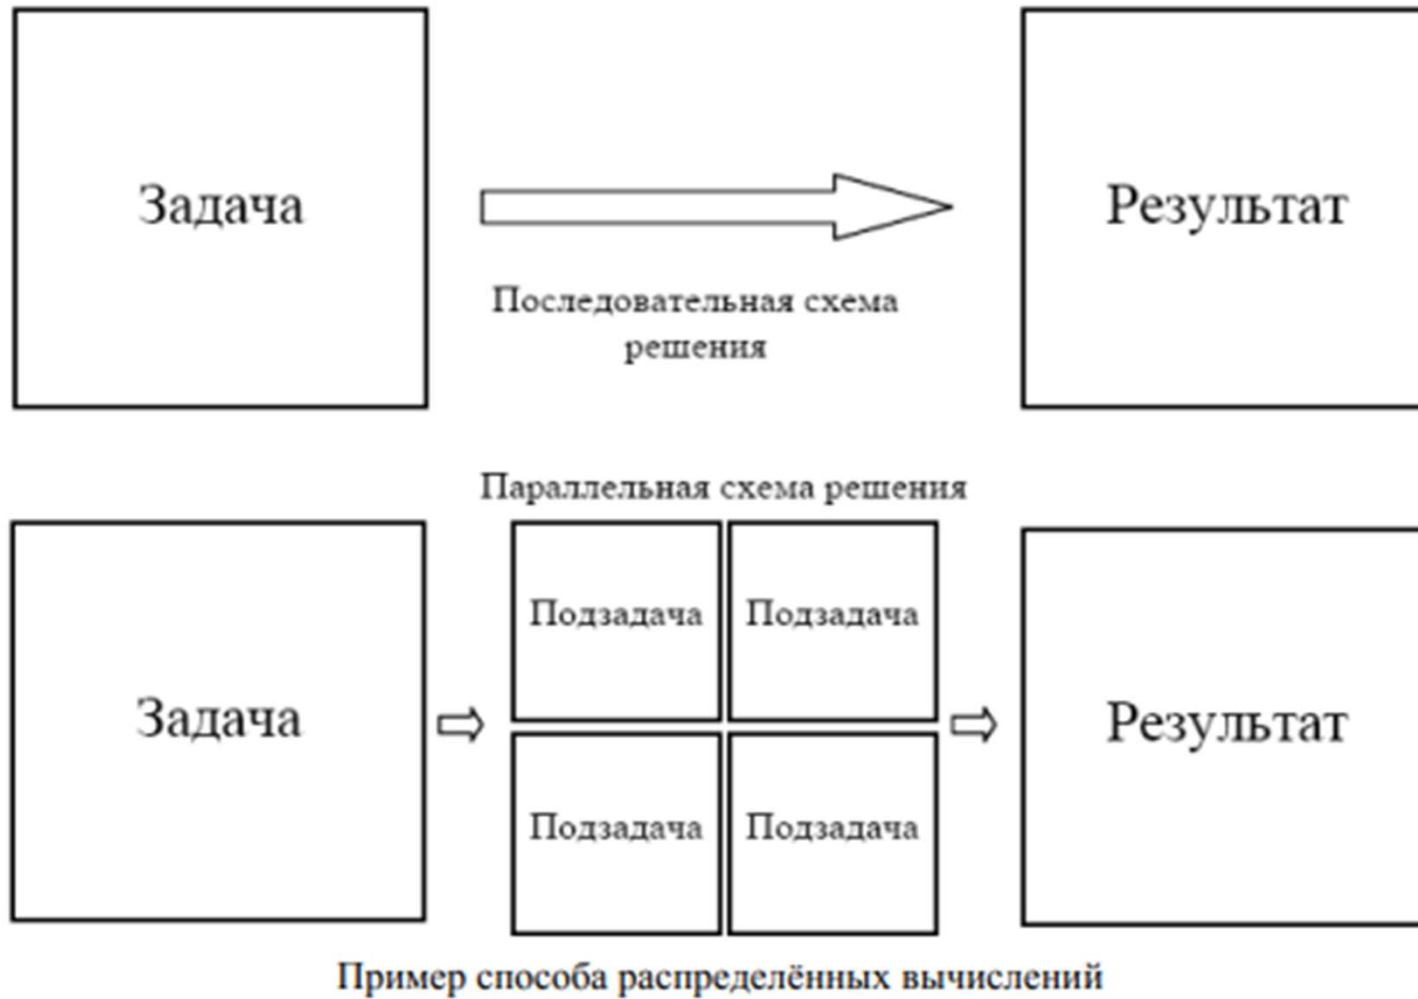 Задача
Результат
Последовательная схема
решения
Параллельная схема решения
Задача
Подзадача
Подзадача
Подзадача
Подзадача
Результат
Пример способа распределённых вычислений